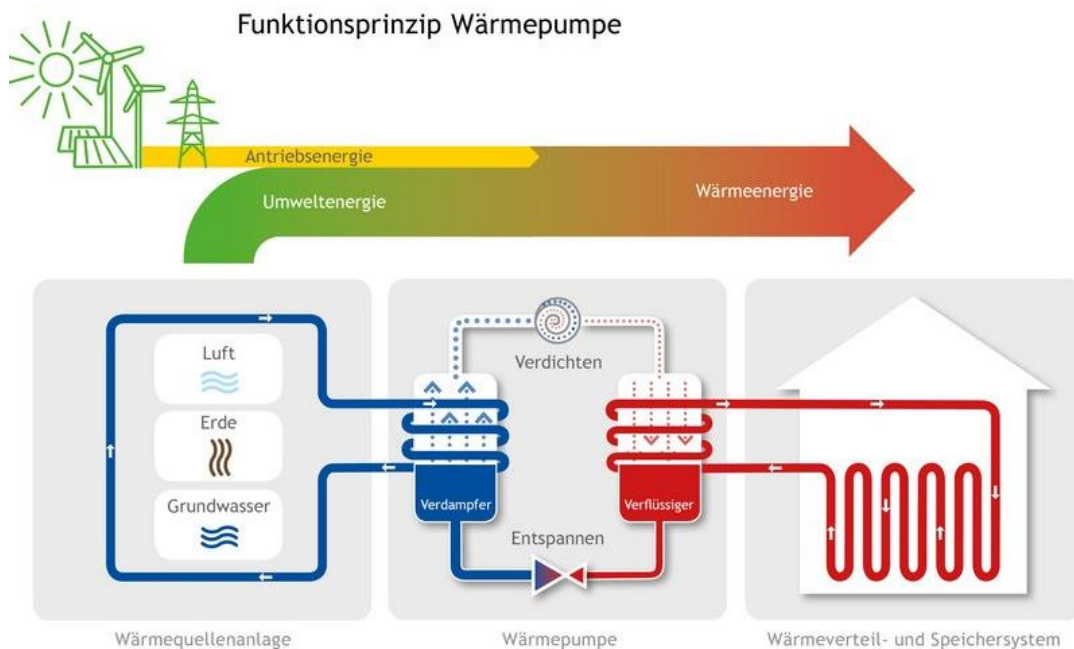 Funktionsprinzip Wärmepumpe
Antriebsenergie
Umweltenergie
Wärmeenergie
Luft
Erde
Grundwasser
Verdichten
Verdampfer
Verflüssiger
Entspannen
Wärmequellenanlage
Wärmepumpe
Wärmeverteil- und Speichersystem